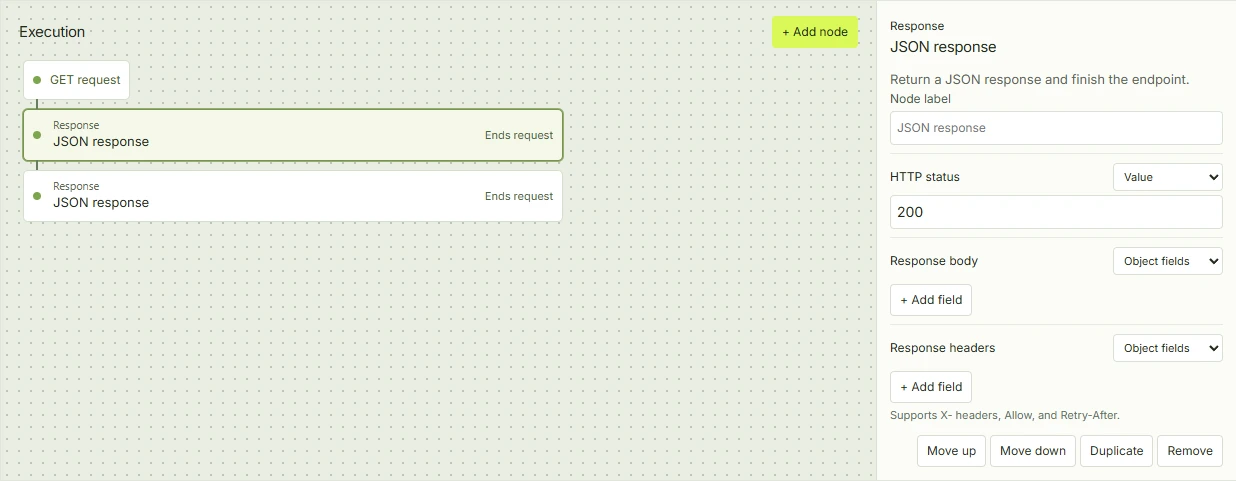 Execution
+ Add node
GET request
Response
JSON response
Ends request
Response
JSON response
Ends request
Response
JSON response
Return a JSON response and finish the endpoint.
Node label
JSON response
HTTP status
Value
200
Response body
Object fields
+ Add field
Response headers
Object fields
+ Add field
Supports X- headers, Allow, and Retry-After.
Move up
Move down
Duplicate
Remove